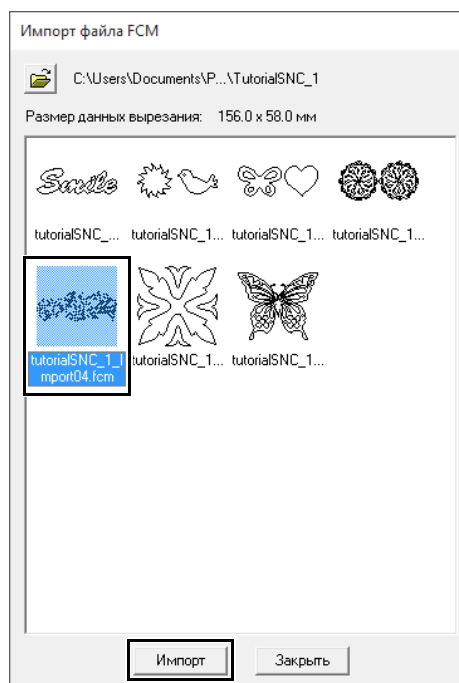 Импорт файла FCM
C:\Users\Documents\P...\TutorialSNC_1
Размер данных вырезания: 156.0 x 58.0 мм
Smile
tutorialSNC_... tutorialSNC_1... tutorialSNC_1... tutorialSNC_1...
tutorialSNC_1_I
mport04.fcm
tutorialSNC_1... tutorialSNC_1...
Импорт Закрыть